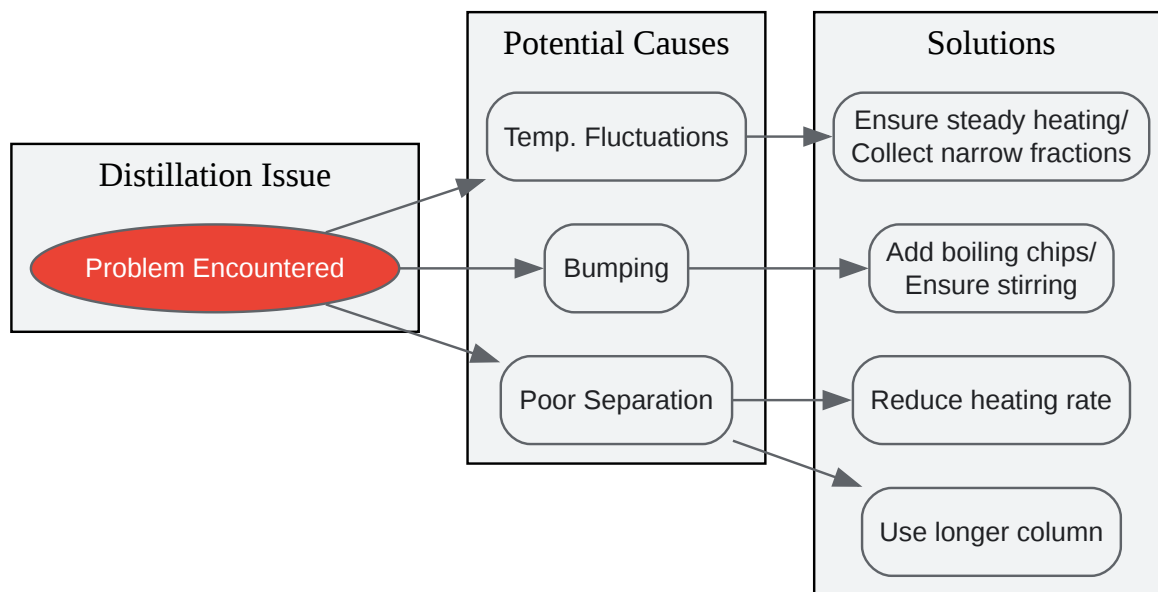 Distillation Issue
Problem Encountered
Potential Causes
Temp. Fluctuations
Bumping
Poor Separation
Solutions
Ensure steady heating/
Collect narrow fractions
Add boiling chips/
Ensure stirring
Reduce heating rate
Use longer column